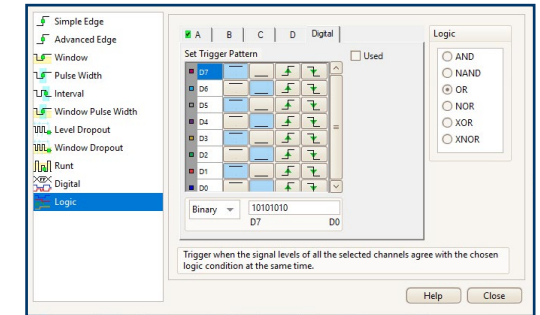 Simple Edge
Advanced Edge
Window
Pulse Width
Interval
Window Pulse Width
Level Dropout
Window Dropout
Runt
Digital
Logic
A B C D Digital
Set Trigger Pattern
Used
D7
D6
D5
D4
D3
D2
D1
D0
Binary 10101010
D7 D0
Logic
AND
NAND
OR
NOR
XOR
XNOR
Trigger when the signal levels of all the selected channels agree with the chosen
logic condition at the same time.
Help Close